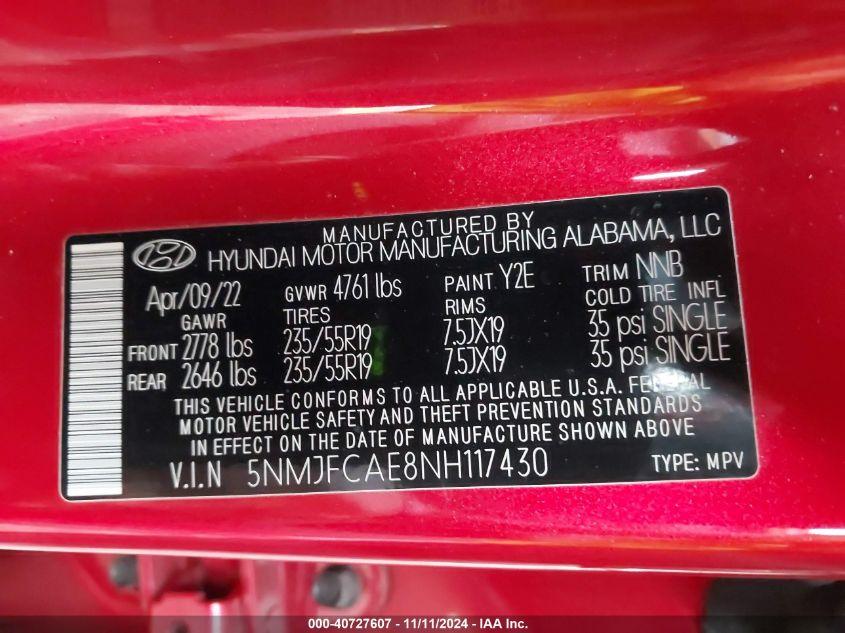 MANUFACTURED BY
HYUNDAI MOTOR MANUFACTURING ALABAMA, LLC
Apr/09/22 GVWR 4761 lbs PAINT Y2E TRIM NNB
GAWR TIRES RIMS COLD TIRE INFL
FRONT 2778 lbs 235/55R19 7.5JX19 35 psi SINGLE
REAR 2646 lbs 235/55R19 7.5JX19 35 psi SINGLE
THIS VEHICLE CONFORMS TO ALL APPLICABLE U.S.A. FEDERAL
MOTOR VEHICLE SAFETY AND THEFT PREVENTION STANDARDS
IN EFFECT ON THE DATE OF MANUFACTURE SHOWN ABOVE
V.I.N 5NMJFCAE8NH117430 TYPE: MPV
000-40727607 - 11/11/2024 - IAA Inc.